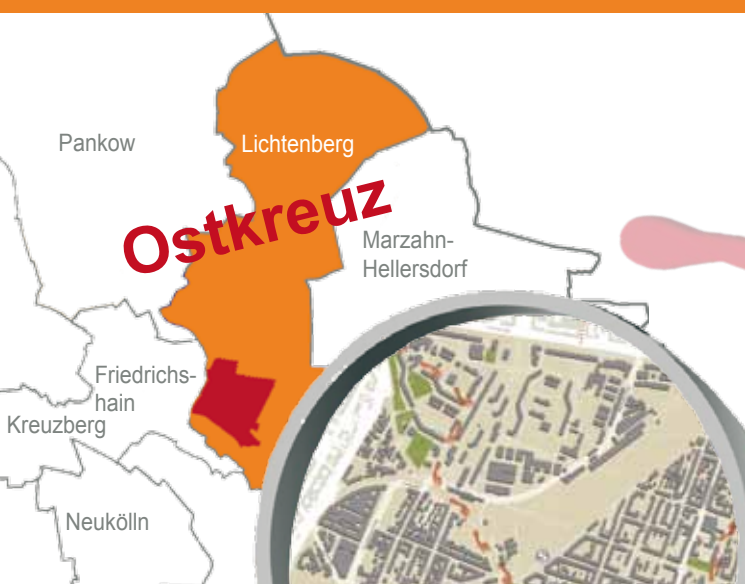 Pankow
Lichtenberg
Ostkreuz
Marzahn-
Hellersdorf
Friedrichs-
hain
Kreuzberg
Neukölln